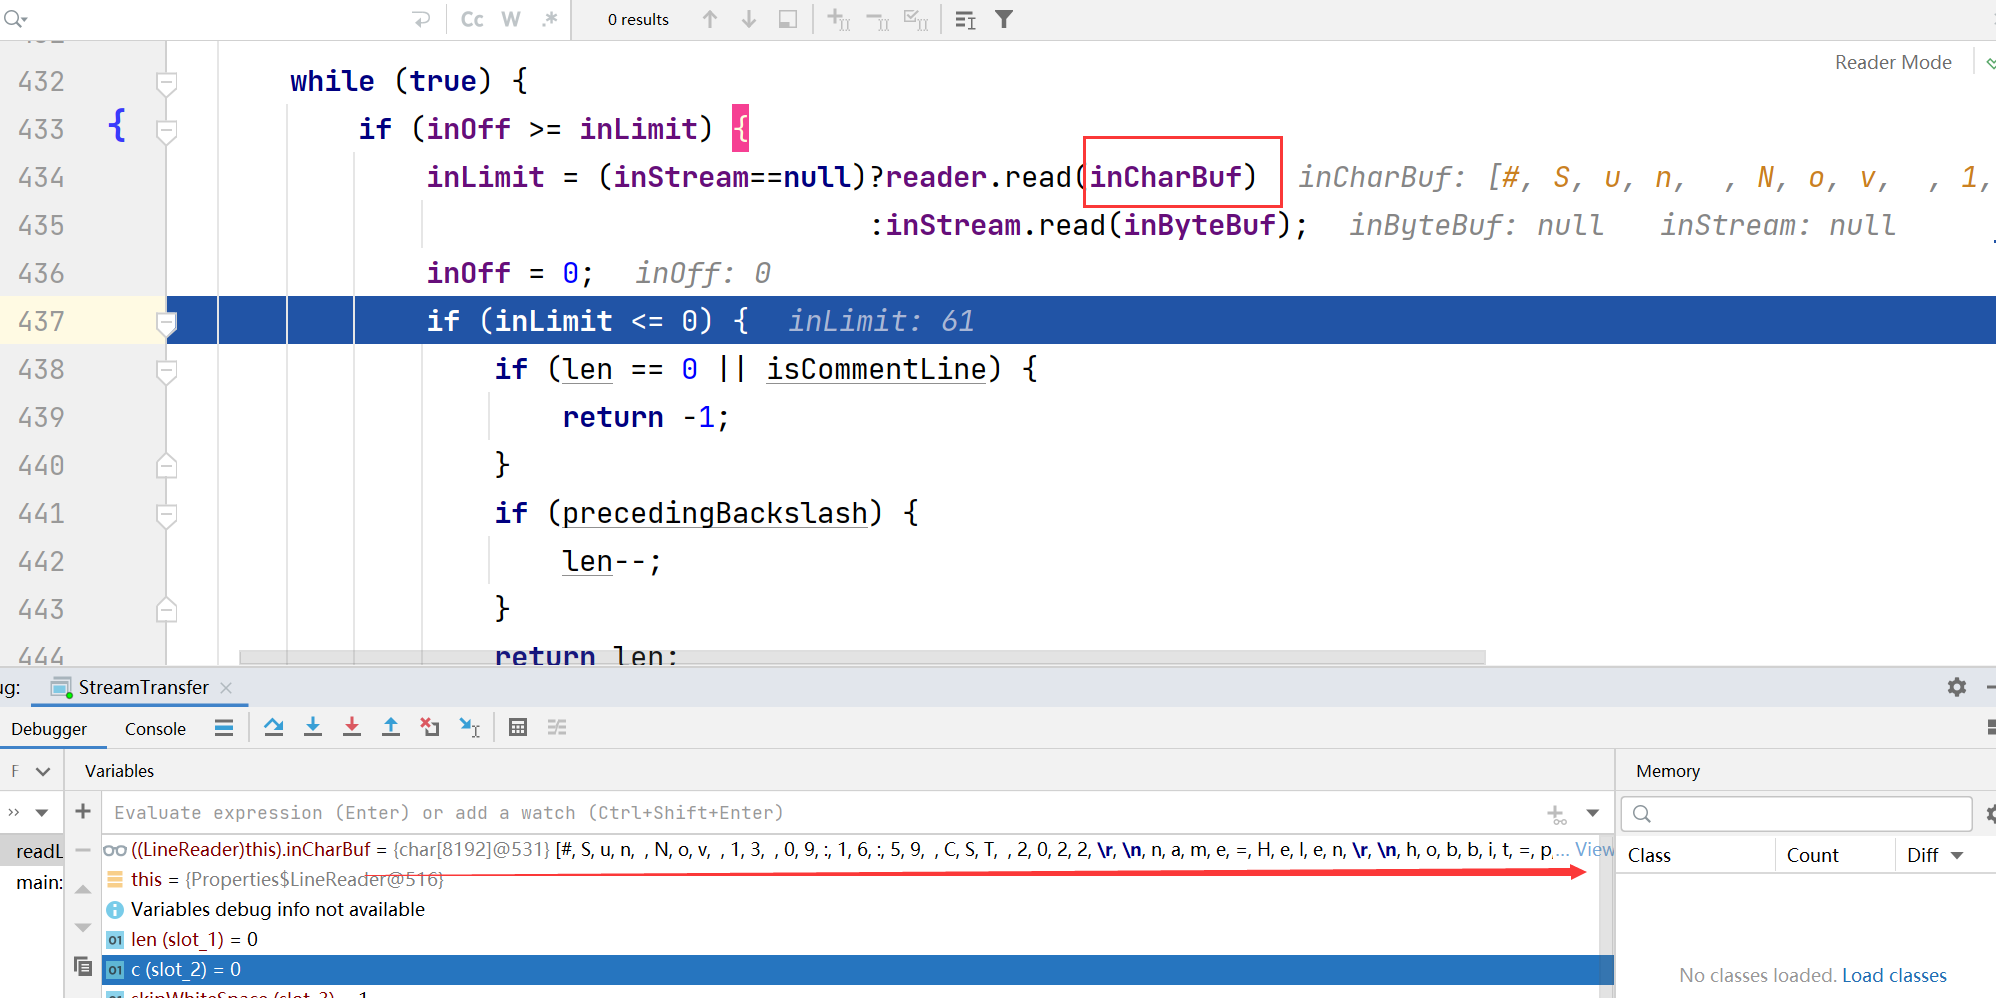 Cc W .* 0 results
Reader Mode
432 while (true) {
433 { if (inOff >= inLimit) {
434 inLimit = (inStream==null)?reader.read(inCharBuf) inCharBuf: [#, S, u, n,  , N, o, v,  , 1,
435 :inStream.read(inByteBuf); inByteBuf: null inStream: null
436 inOff = 0; inOff: 0
437 if (inLimit <= 0) { inLimit: 61
438 if (len == 0 || isCommentLine) {
439 return -1;
440 }
441 if (precedingBackslash) {
442 len--;
443 }
444 return len;
ug: StreamTransfer
Debugger Console
F Variables Memory
Evaluate expression (Enter) or add a watch (Ctrl+Shift+Enter)
((LineReader)this).inCharBuf = {char[8192]@531} [#, S, u, n,  , N, o, v,  , 1, 3,  , 0, 9, :, 1, 6, :, 5, 9,  , C, S, T,  , 2, 0, 2, 2, \r, \n, n, a, m, e, =, H, e, l, e, n, \r, \n, h, o, b, b, i, t, =, p,... View
readL
this = {Properties$LineReader@516}
main:
Variables debug info not available
len (slot_1) = 0
c (slot_2) = 0
skipWhiteSpace (slot_3) = 1
Class Count Diff
No classes loaded. Load classes